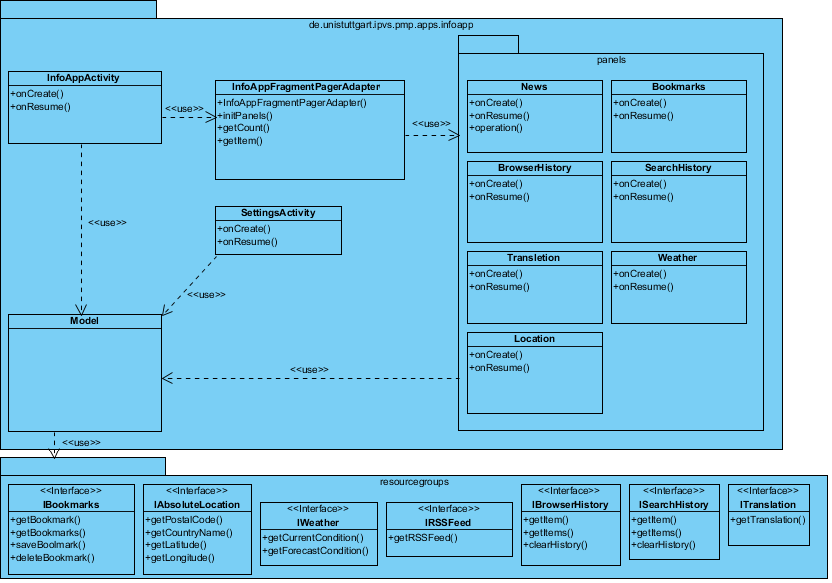 de.unistuttgart.ipvs.pmp.apps.infoapp
InfoAppActivity
+onCreate()
+onResume()
<<use>>
InfoAppFragmentPagerAdapter
+InfoAppFragmentPagerAdapter()
+initPanels()
+getCount()
+getItem()
<<use>>
panels
News
+onCreate()
+onResume()
+operation()
Bookmarks
+onCreate()
+onResume()
BrowserHistory
+onCreate()
+onResume()
SearchHistory
+onCreate()
+onResume()
Transletion
+onCreate()
+onResume()
Weather
+onCreate()
+onResume()
Location
+onCreate()
+onResume()
<<use>>
SettingsActivity
+onCreate()
+onResume()
<<use>>
Model
<<use>>
<<use>>
resourcegroups
<<Interface>>
IBookmarks
+getBookmark()
+getBookmarks()
+saveBoolmark()
+deleteBookmark()
<<Interface>>
IAbsoluteLocation
+getPostalCode()
+getCountryName()
+getLatitude()
+getLongitude()
<<Interface>>
IWeather
+getCurrentCondition()
+getForecastCondition()
<<Interface>>
IRSSFeed
+getRSSFeed()
<<Interface>>
IBrowserHistory
+getItem()
+getItems()
+clearHistory()
<<Interface>>
ISearchHistory
+getItem()
+getItems()
+clearHistory()
<<Interface>>
ITranslation
+getTranslation()